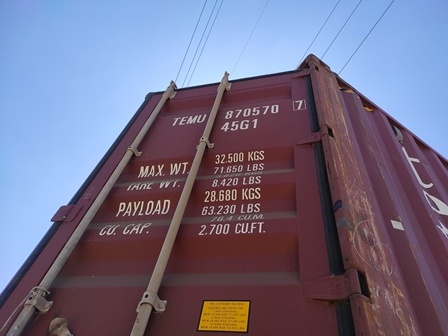 TEMU 870570 7
45G1
MAX. WT. 32.500 KGS
71.650 LBS
TARE WT.
8.420 LBS
PAYLOAD 28.680 KGS
63.230 LBS
76.4 CU.M.
CU. CAP. 2.700 CU.FT.